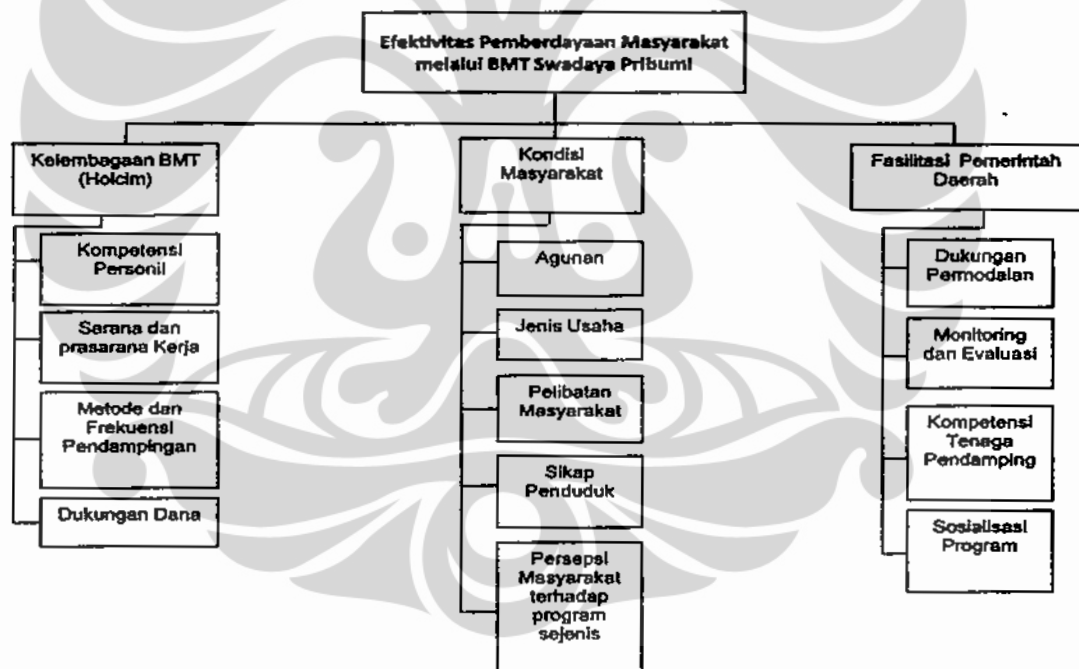 Efektivitas Pemberdayaan Masyarakat
melalui BMT Swadaya Pribumi
Kelembagaan BMT
(Holcim)
Kompetensi
Personil
Sarana dan
prasarana Kerja
Metode dan
Frekuensi
Pendampingan
Dukungan Dana
Kondisi
Masyarakat
Agunan
Jenis Usaha
Pelibatan
Masyarakat
Sikap
Penduduk
Persepsi
Masyarakat
terhadap
program
sejenis
Fasilitasi Pemerintah
Daerah
Dukungan
Permodalan
Monitoring
dan Evaluasi
Kompetensi
Tenaga
Pendamping
Sosialisasi
Program